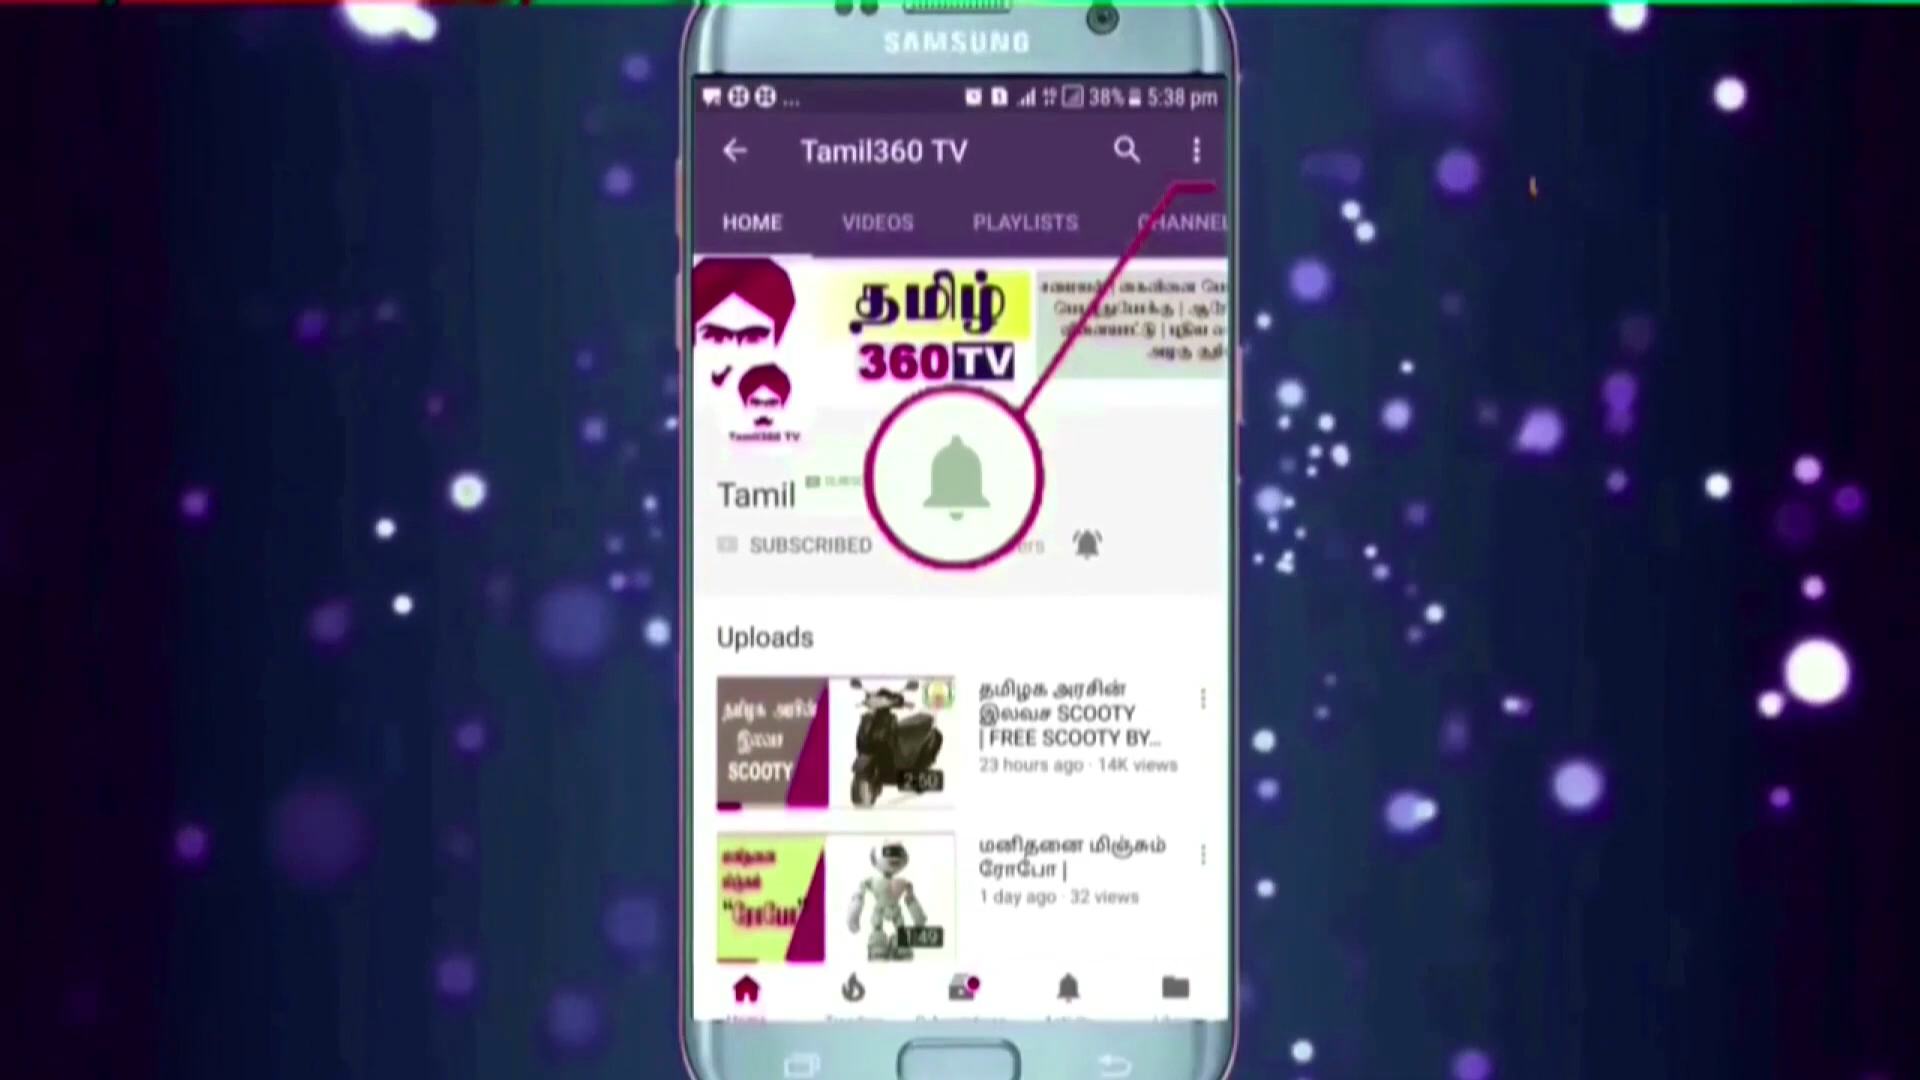 SAMSUNG
... 38% 5:38 pm
Tamil360 TV
HOME VIDEOS PLAYLISTS CHANNEL
தமிழ்
360 TV
Tamil360 TV
Tamil
SUBSCRIBED
Uploads
தமிழக அரசின்
இலவச
SCOOTY
2:50
தமிழக அரசின்
இலவச SCOOTY
| FREE SCOOTY BY...
23 hours ago · 14K views
மனிதனை
மிஞ்சும்
"ரோபோ"
1:49
மனிதனை மிஞ்சும்
ரோபோ |
1 day ago · 32 views